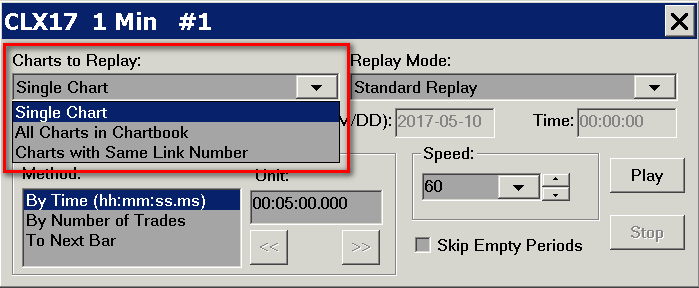 CLX17 1 Min #1
Charts to Replay:
Replay Mode:
Single Chart
Standard Replay
Single Chart
All Charts in Chartbook
Charts with Same Link Number
/DD):
2017-05-10
Time:
00:00:00
Method:
By Time (hh:mm:ss.ms)
By Number of Trades
To Next Bar
Unit:
00:05:00.000
<<
>>
Speed:
60
Skip Empty Periods
Play
Stop